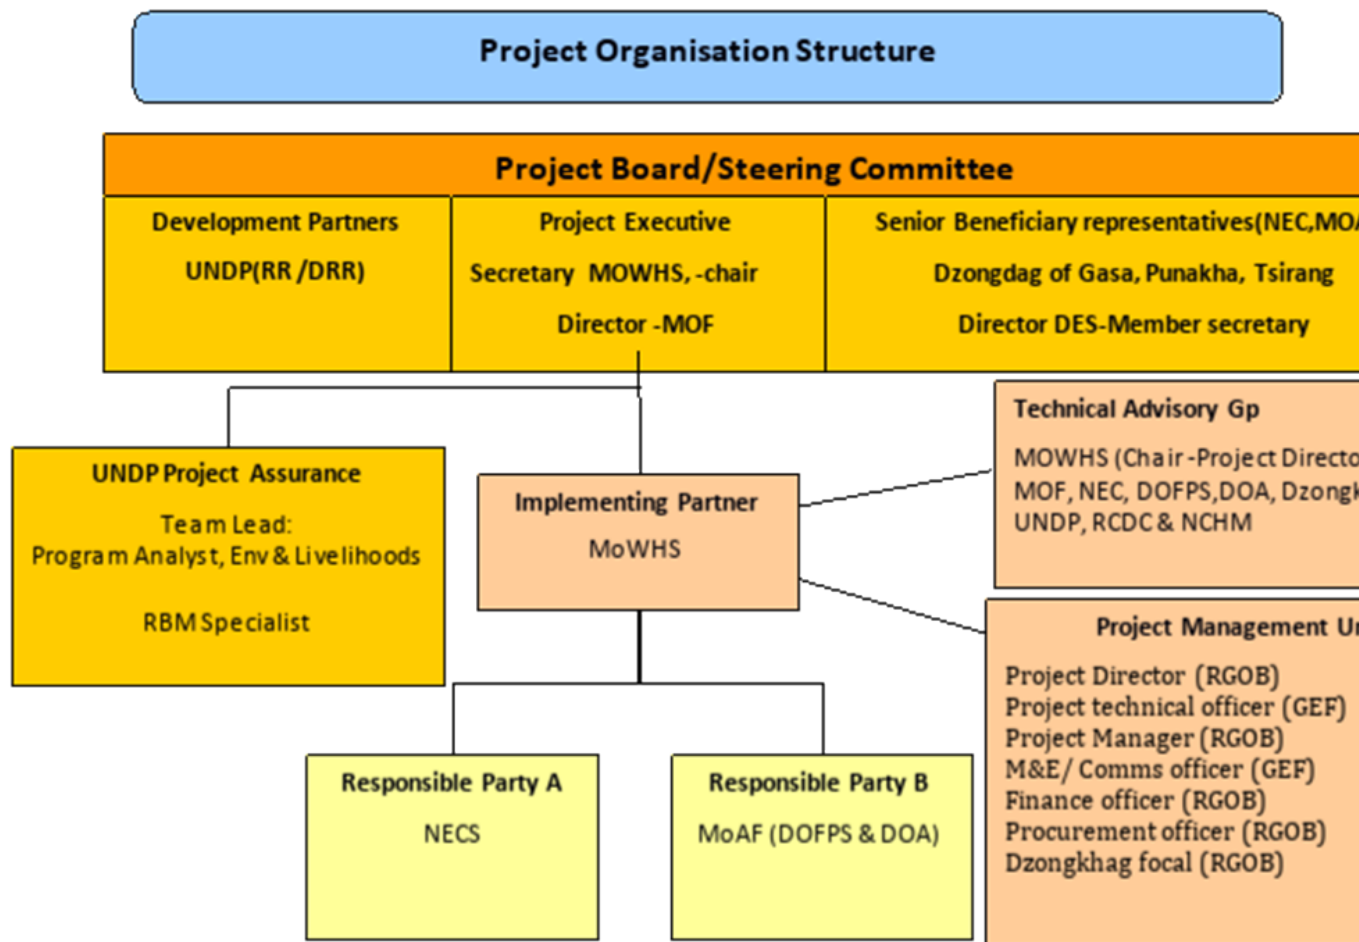 Project Organisation Structure
Project Board/Steering Committee
Development Partners
UNDP(RR /DRR)
Project Executive
Secretary MOWHS, -chair
Director -MOF
Senior Beneficiary representatives(NEC,MOA
Dzongdag of Gasa, Punakha, Tsirang
Director DES-Member secretary
UNDP Project Assurance
Team Lead:
Program Analyst, Env & Livelihoods
RBM Specialist
Implementing Partner
MoWHS
Technical Advisory Gp
MOWHS (Chair -Project
MOF, NEC, DOFPS,DOA,
UNDP, RCDC & NCHM
Project Management
Project Director (RGOB)
Project technical officer (GEF)
Project Manager (RGOB)
M&E/ Comms officer (GEF)
Finance officer (RGOB)
Procurement officer (RGOB)
Dzongkhag focal (RGOB)
Responsible Party A
NECS
Responsible Party B
MoAF (DOFPS & DOA)